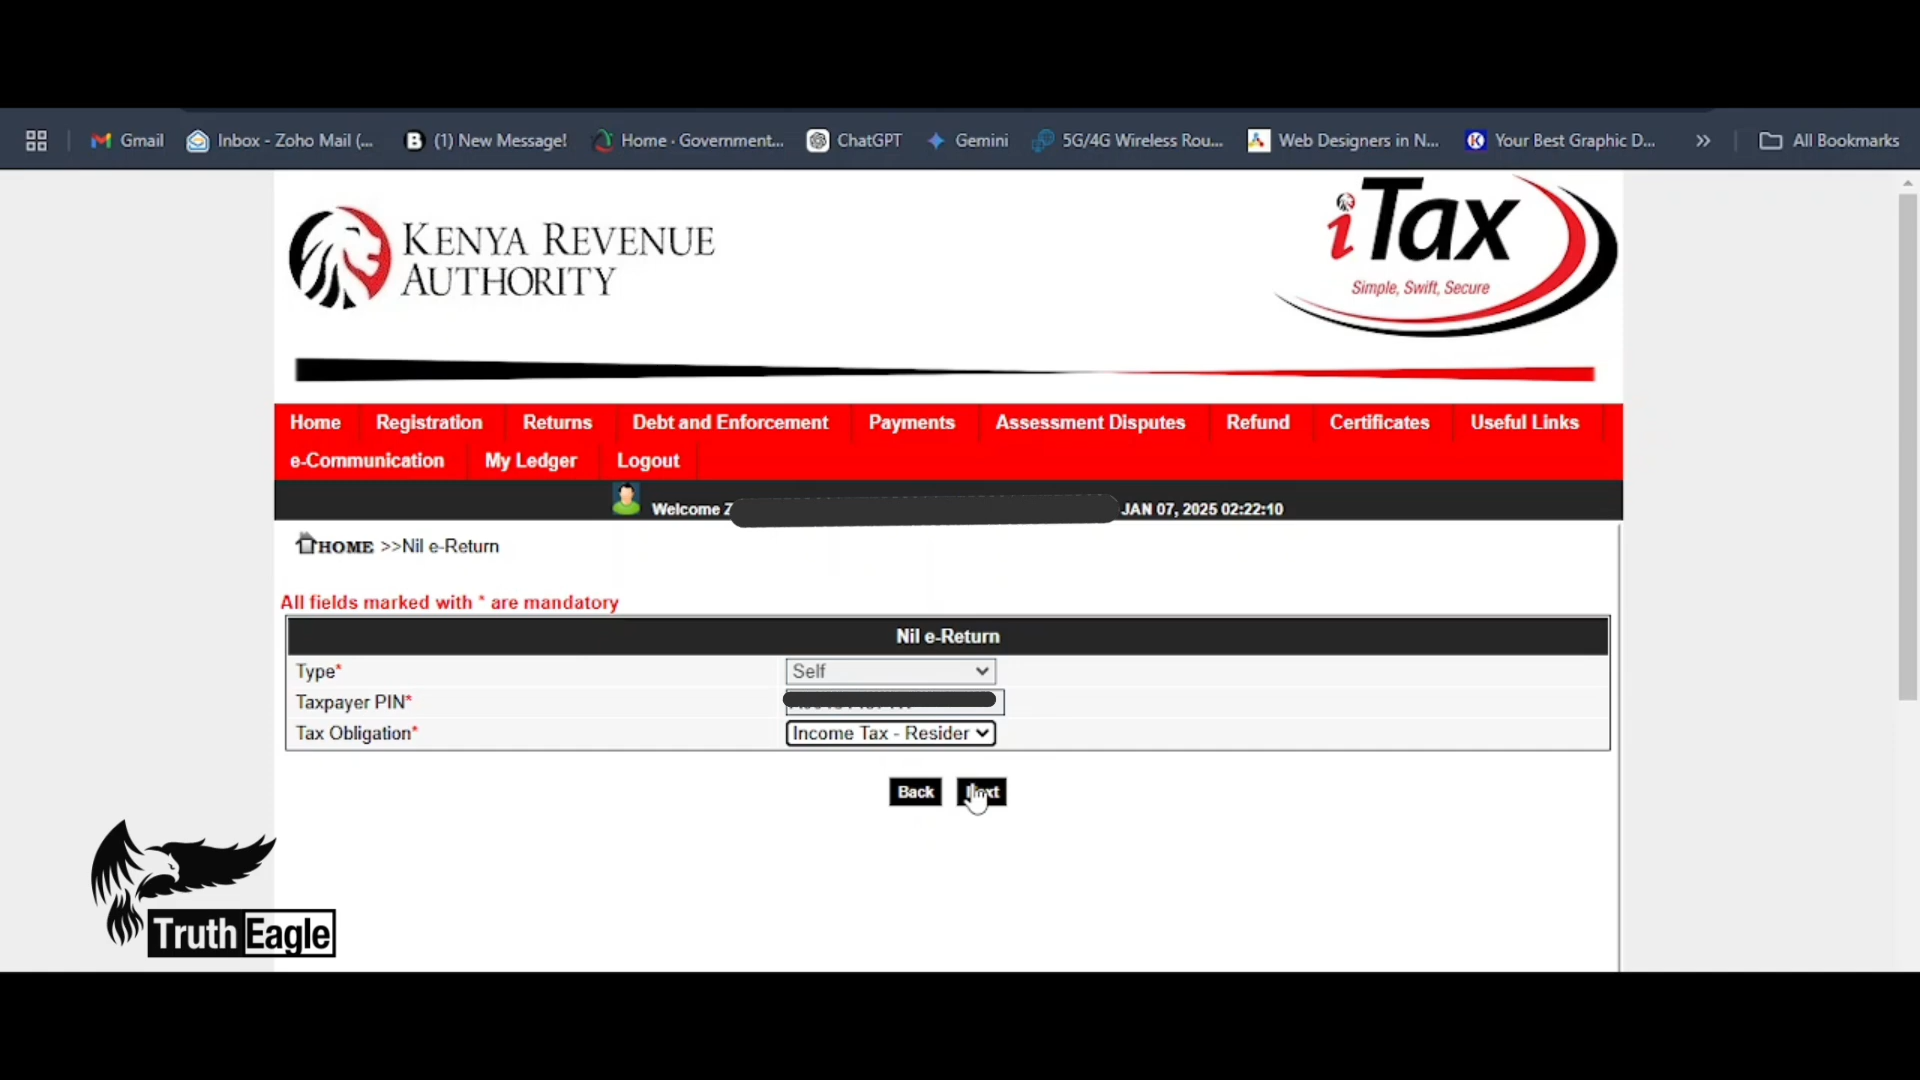 Gmail
Inbox - Zoho Mail (...
(1) New Message!
Home · Government...
ChatGPT
Gemini
5G/4G Wireless Rou...
Web Designers in N...
Your Best Graphic D...
All Bookmarks
KENYA REVENUE
AUTHORITY
iTax
Simple, Swift, Secure
Home Registration Returns Debt and Enforcement Payments Assessment Disputes Refund Certificates Useful Links
e-Communication My Ledger Logout
Welcome Z JAN 07, 2025 02:22:10
HOME >>Nil e-Return
All fields marked with * are mandatory
Nil e-Return
Type* Self
Taxpayer PIN*
Tax Obligation* Income Tax - Resider
Back Next
Truth Eagle